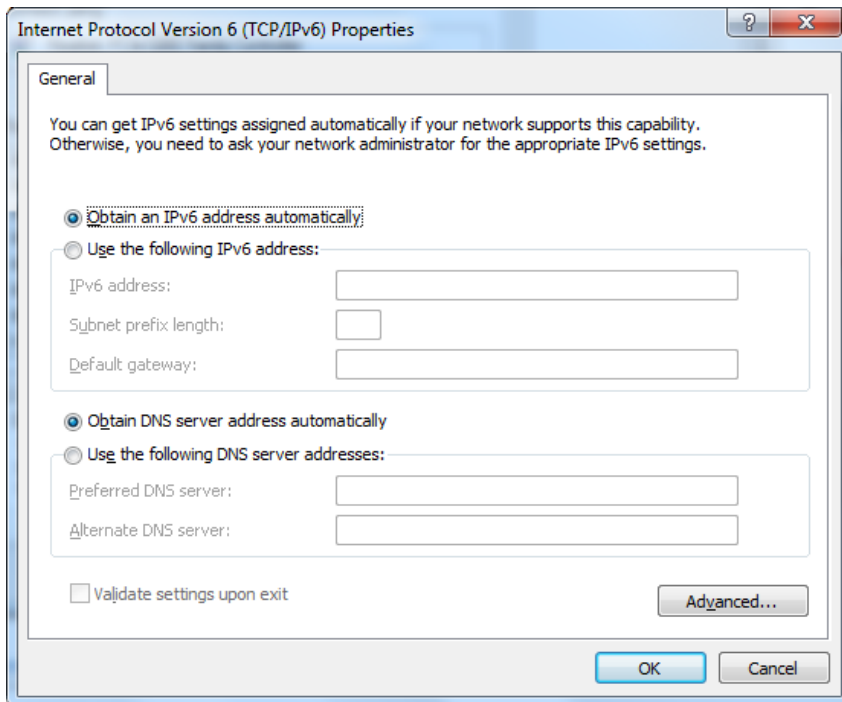 Internet Protocol Version 6 (TCP/IPv6) Properties
?
General
You can get IPv6 settings assigned automatically if your network supports this capability.
Otherwise, you need to ask your network administrator for the appropriate IPv6 settings.
Obtain an IPv6 address automatically
Use the following IPv6 address:
IPv6 address:
Subnet prefix length:
Default gateway:
Obtain DNS server address automatically
Use the following DNS server addresses:
Preferred DNS server:
Alternate DNS server:
Validate settings upon exit
Advanced...
OK
Cancel